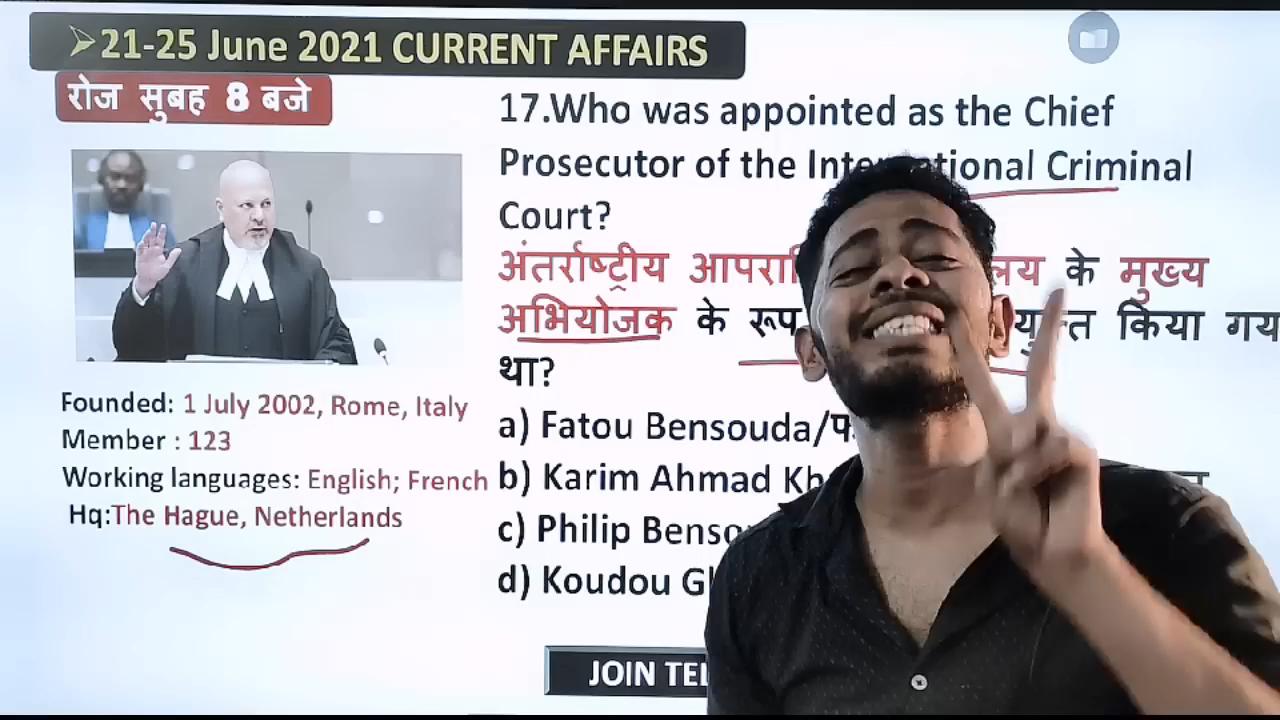 21-25 June 2021 CURRENT AFFAIRS
रोज सुबह 8 बजे
17.Who was appointed as the Chief
Prosecutor of the Criminal
Court?
अंतर्राष्ट्रीय के मुख्य
अभियोजक के रूप किया
था?
a) Fatou Bensouda/
b) Karim Ahmad
c) Philip
d) Koudou
Founded: 1 July 2002, Rome, Italy
Member : 123
Working languages: English; French
Hq:The Hague, Netherlands
JOIN